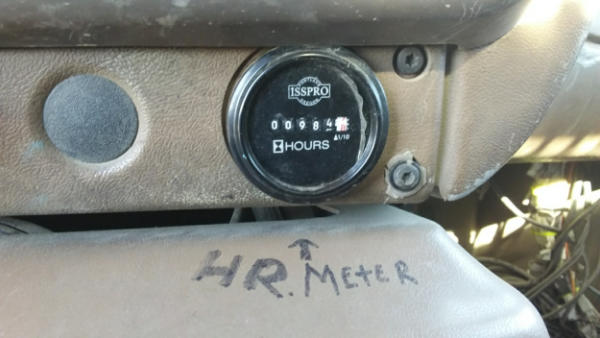 ISSPRO
00984
HOURS
1/10
↑
HR. METER